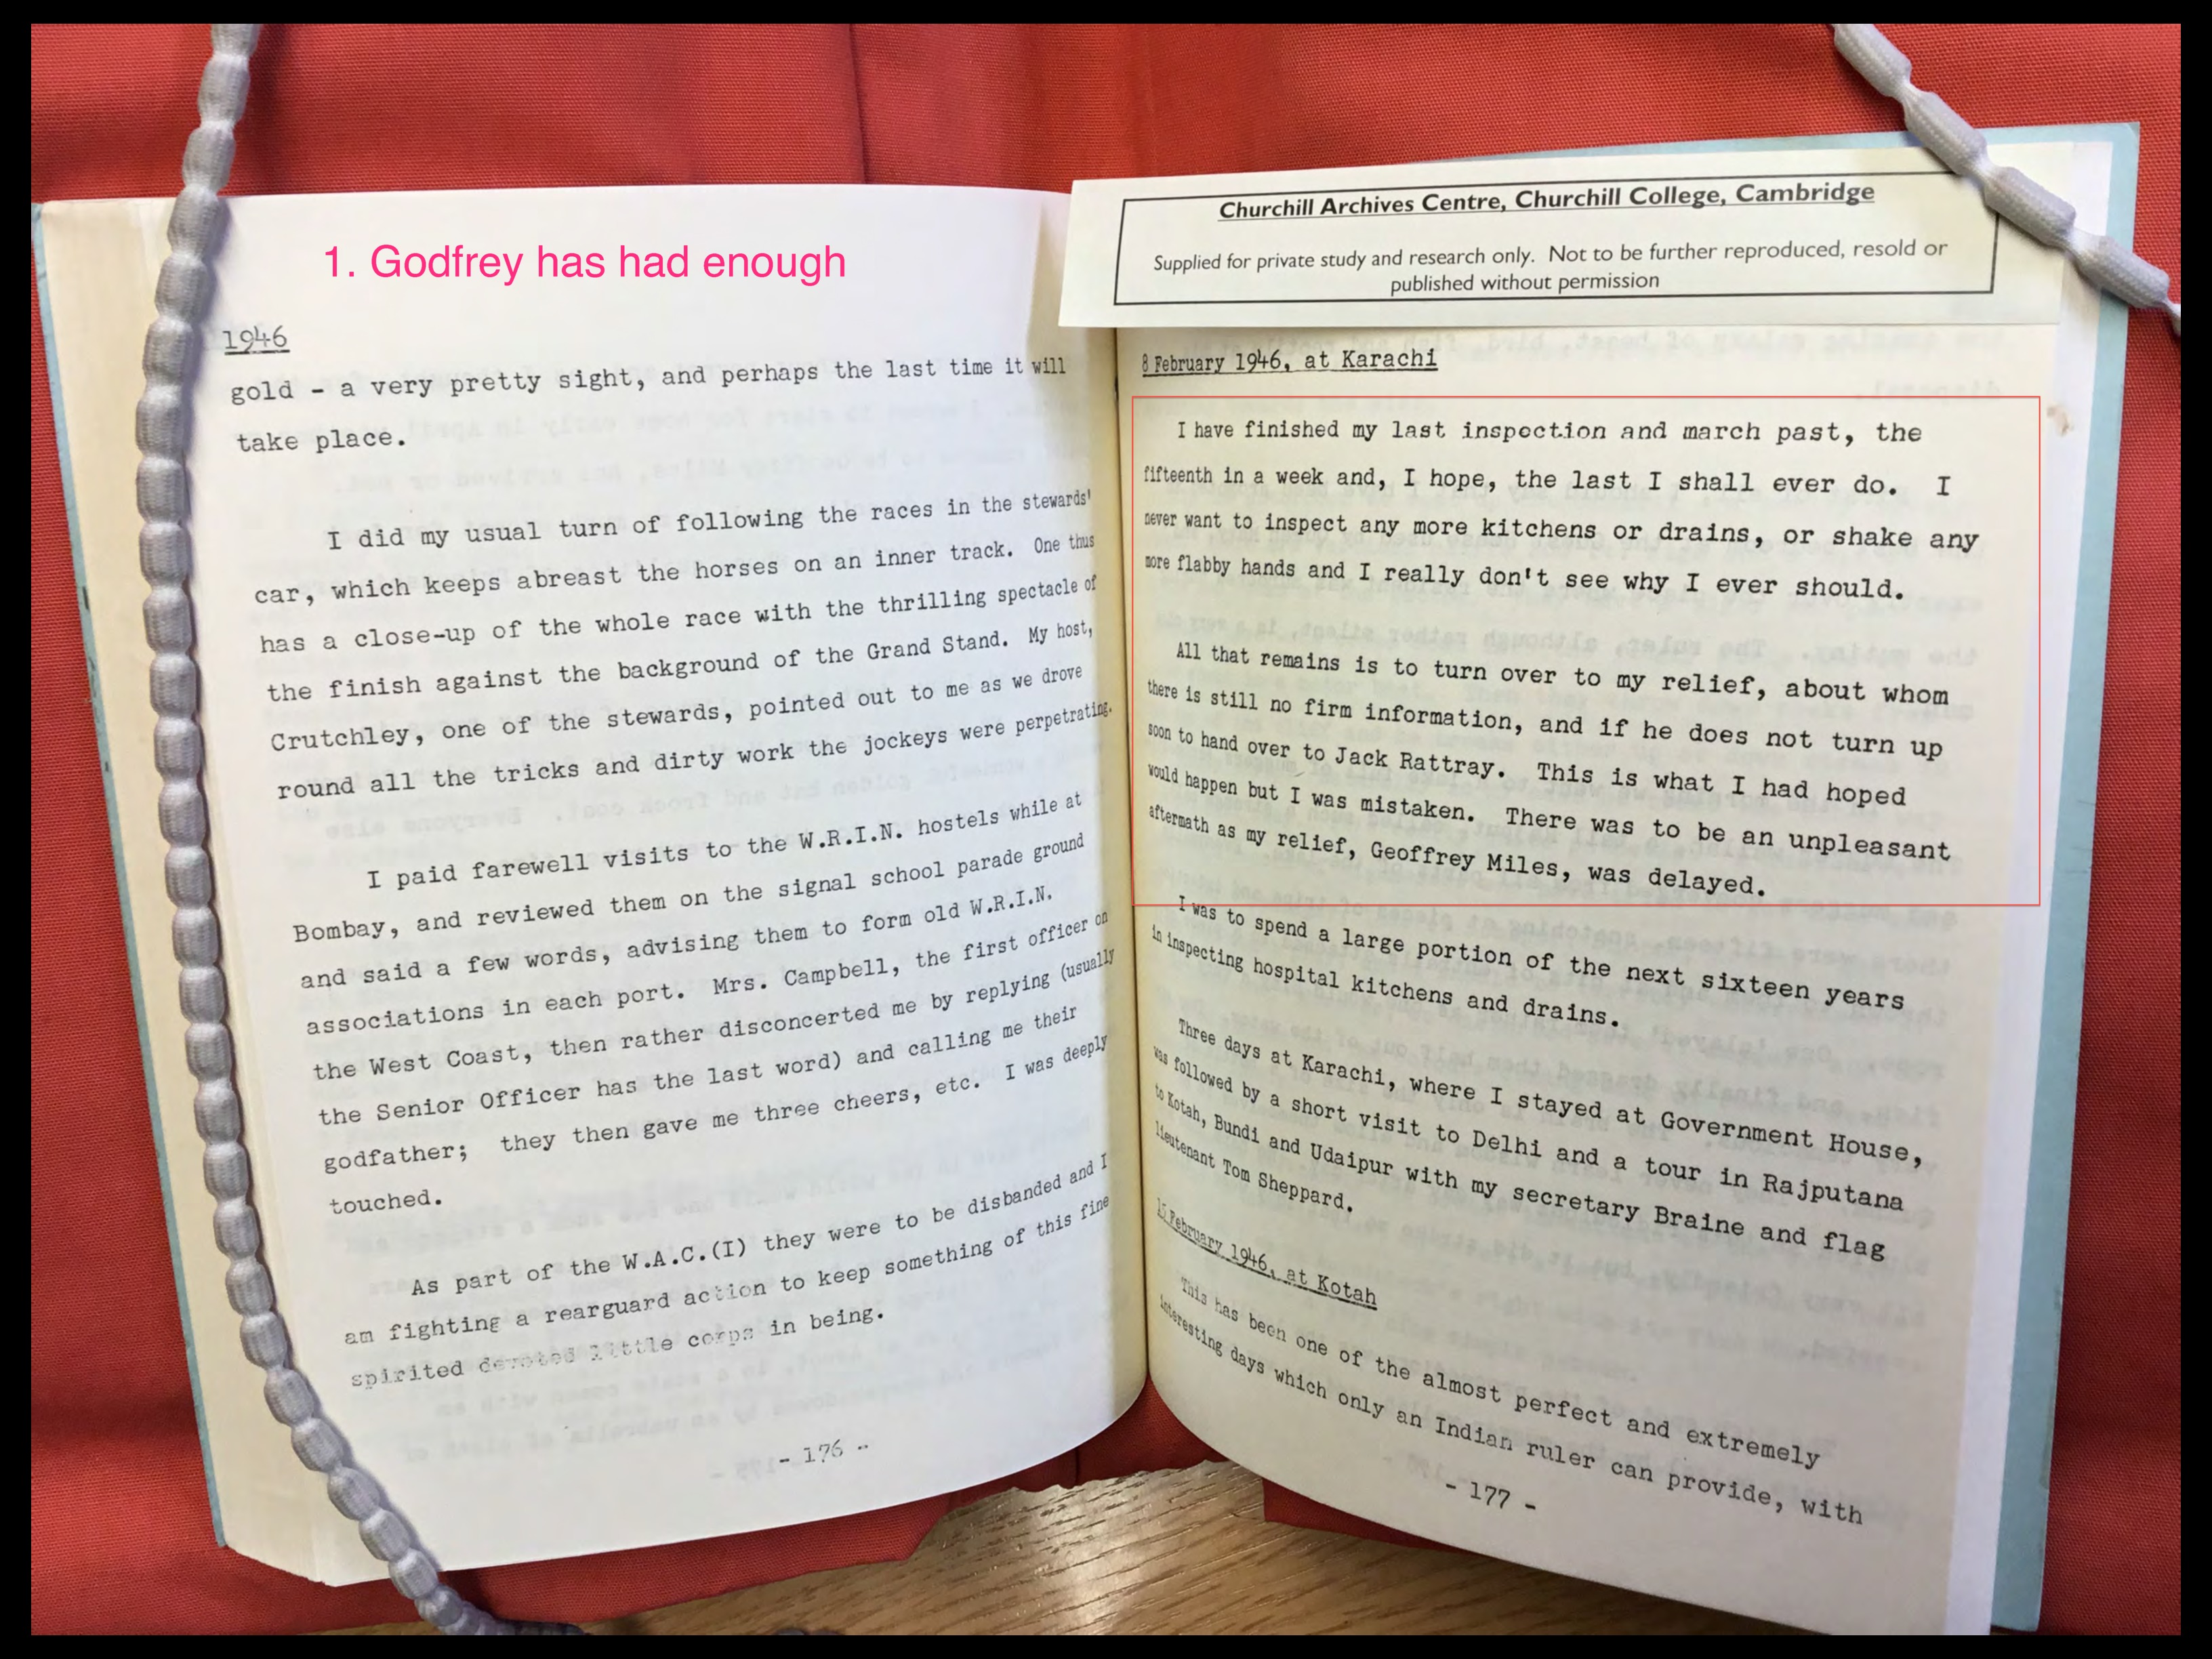 1. Godfrey has had enough
1946
gold - a very pretty sight, and perhaps the last time it will
take place.
I did my usual turn of following the races in the stewards'
car, which keeps abreast the horses on an inner track. One thus
has a close-up of the whole race with the thrilling spectacle of
the finish against the background of the Grand Stand. My host,
Crutchley, one of the stewards, pointed out to me as we drove
round all the tricks and dirty work the jockeys were perpetrating.
I paid farewell visits to the W.R.I.N. hostels while at
Bombay, and reviewed them on the signal school parade ground
and said a few words, advising them to form old W.R.I.N.
associations in each port. Mrs. Campbell, the first officer on
the West Coast, then rather disconcerted me by replying (usually
the Senior Officer has the last word) and calling me their
godfather; they then gave me three cheers, etc. I was deeply
touched.
As part of the W.A.C.(I) they were to be disbanded and I
am fighting a rearguard action to keep something of this fine
spirited devoted little corps in being.
- 176 -
Churchill Archives Centre, Churchill College, Cambridge
Supplied for private study and research only. Not to be further reproduced, resold or
published without permission
8 February 1946, at Karachi
I have finished my last inspection and march past, the
fifteenth in a week and, I hope, the last I shall ever do. I
never want to inspect any more kitchens or drains, or shake any
more flabby hands and I really don't see why I ever should.
All that remains is to turn over to my relief, about whom
there is still no firm information, and if he does not turn up
soon to hand over to Jack Rattray. This is what I had hoped
would happen but I was mistaken. There was to be an unpleasant
aftermath as my relief, Geoffrey Miles, was delayed.
I was to spend a large portion of the next sixteen years
in inspecting hospital kitchens and drains.
Three days at Karachi, where I stayed at Government House,
was followed by a short visit to Delhi and a tour in Rajputana
to Kotah, Bundi and Udaipur with my secretary Braine and flag
lieutenant Tom Sheppard.
15 February 1946, at Kotah
This has been one of the almost perfect and extremely
interesting days which only an Indian ruler can provide, with
- 177 -